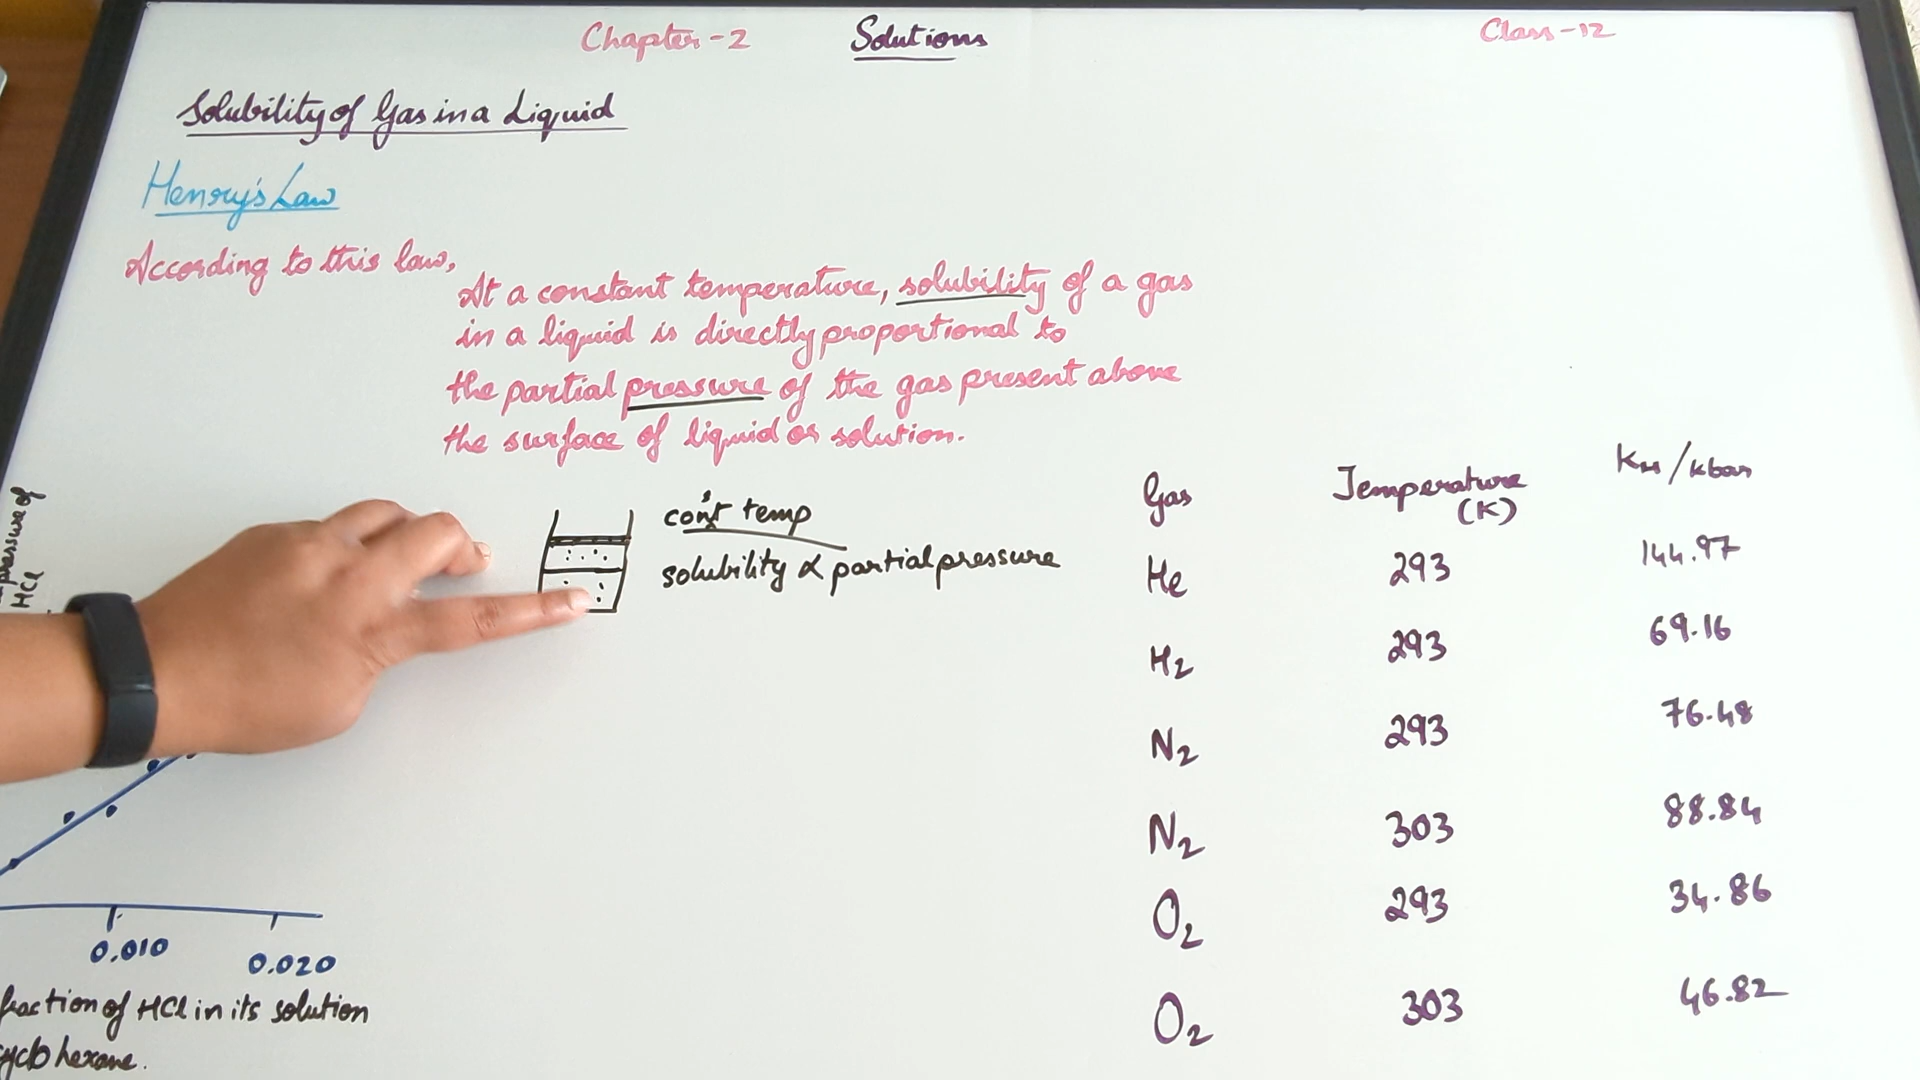 Chapter-2 Solutions Class-12
Solubility of Gas in a Liquid
Henry's Law
According to this law,
At a constant temperature, solubility of a gas
in a liquid is directly proportional to
the partial pressure of the gas present above
the surface of liquid or solution.
pressure of
HCl
const temp
solubility ∝ partial pressure
Gas Temperature (K) KH/kbar
He 293 144.97
H2 293 69.16
N2 293 76.48
N2 303 88.84
O2 293 34.86
O2 303 46.82
0.010 0.020
fraction of HCl in its solution
cyclohexane.